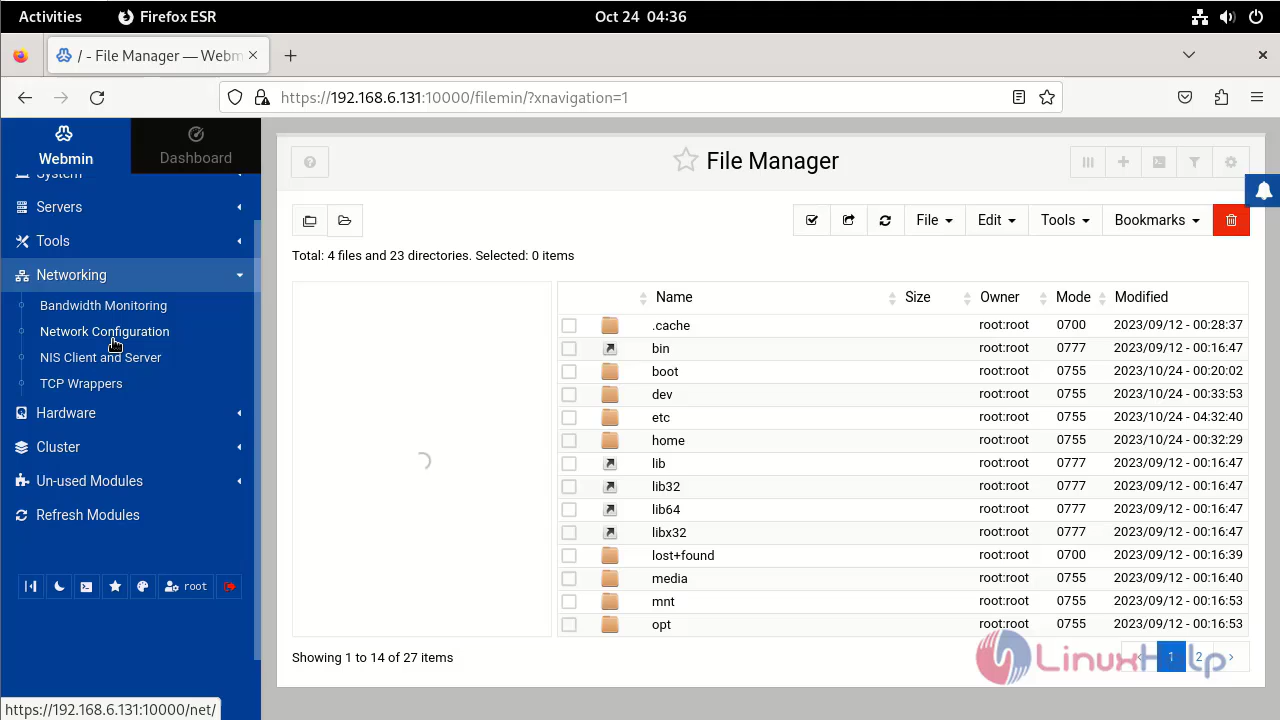 Activities
Firefox ESR
Oct 24 04:36
/ - File Manager — Webm
https://192.168.6.131:10000/filemin/?xnavigation=1
Webmin
Dashboard
System
Servers
Tools
Networking
Bandwidth Monitoring
Network Configuration
NIS Client and Server
TCP Wrappers
Hardware
Cluster
Un-used Modules
Refresh Modules
root
https://192.168.6.131:10000/net/
File Manager
File
Edit
Tools
Bookmarks
Total: 4 files and 23 directories. Selected: 0 items
Name Size Owner Mode Modified
.cache root:root 0700 2023/09/12 - 00:28:37
bin root:root 0777 2023/09/12 - 00:16:47
boot root:root 0755 2023/10/24 - 00:20:02
dev root:root 0755 2023/10/24 - 00:33:53
etc root:root 0755 2023/10/24 - 04:32:40
home root:root 0755 2023/10/24 - 00:32:29
lib root:root 0777 2023/09/12 - 00:16:47
lib32 root:root 0777 2023/09/12 - 00:16:47
lib64 root:root 0777 2023/09/12 - 00:16:47
libx32 root:root 0777 2023/09/12 - 00:16:47
lost+found root:root 0700 2023/09/12 - 00:16:39
media root:root 0755 2023/09/12 - 00:16:40
mnt root:root 0755 2023/09/12 - 00:16:53
opt root:root 0755 2023/09/12 - 00:16:53
Showing 1 to 14 of 27 items
1 2
LinuxHelp